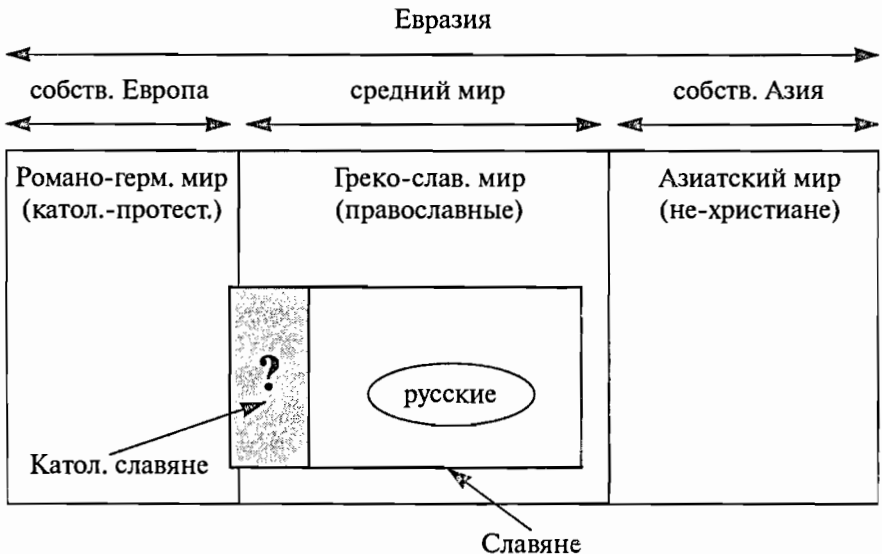 Евразия
собств. Европа
средний мир
собств. Азия
Романо-герм. мир
(катол.-протест.)
Греко-слав. мир
(православные)
Азиатский мир
(не-христиане)
?
русские
Катол. славяне
Славяне